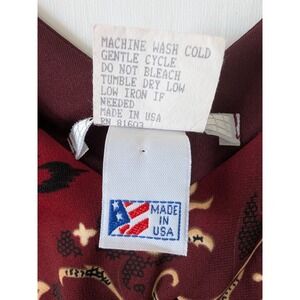 MACHINE WASH COLD
GENTLE CYCLE
DO NOT BLEACH
TUMBLE DRY LOW
LOW IRON IF
NEEDED
MADE IN USA
RN 81603
MADE
IN
USA